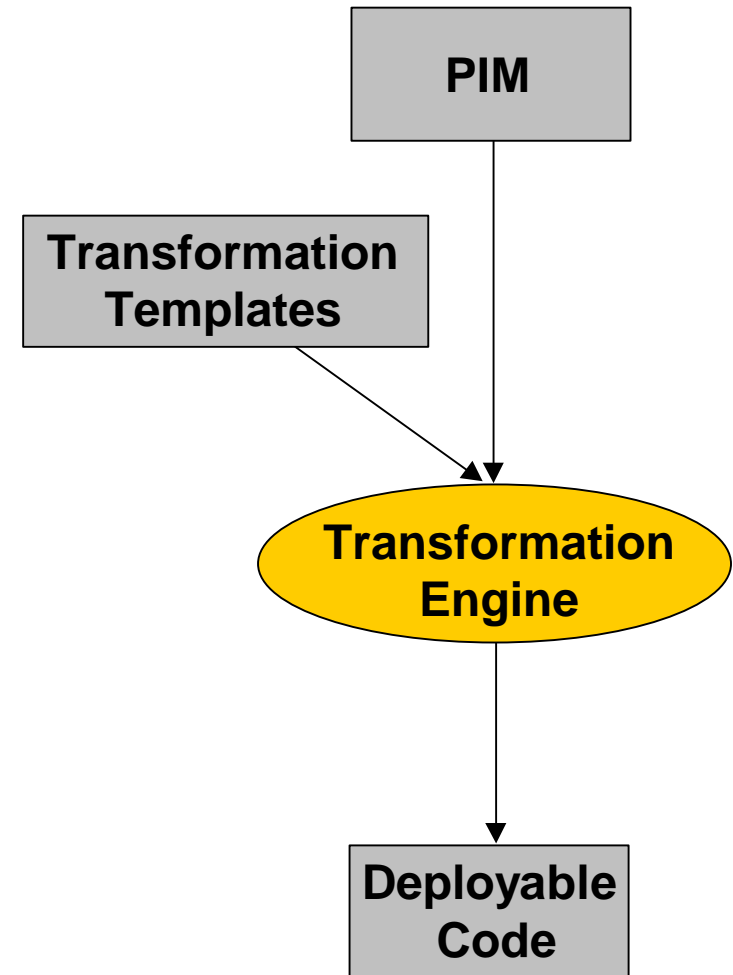 PIM
Transformation
Templates
Transformation
Engine
Deployable
Code